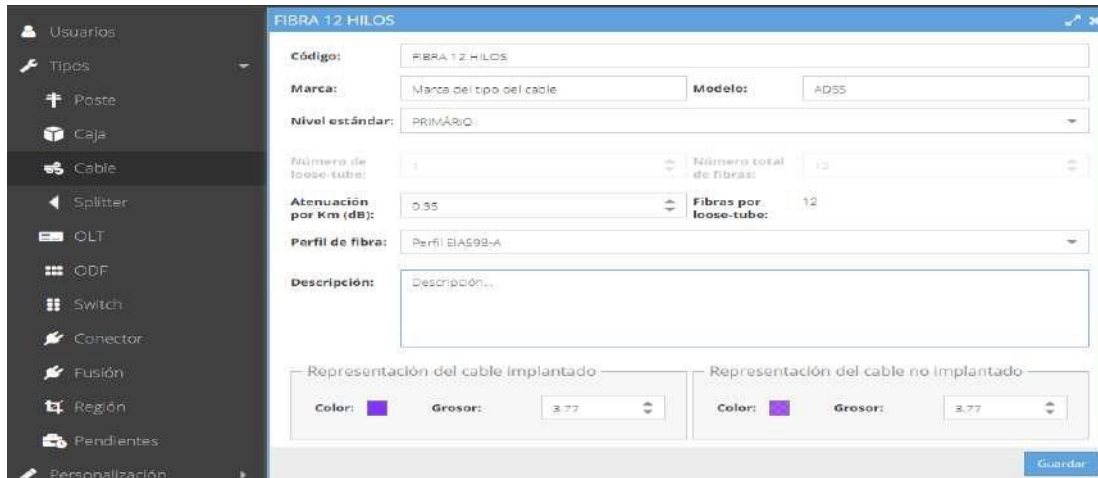 Usuarios
Tipos
Poste
Caja
Cable
Splitter
OLT
ODF
Switch
Conector
Fusión
Región
Pendientes
Personalización
FIBRA 12 HILOS
Código: FIBRA 12 HILOS
Marca: Marca del tipo del cable Modelo: ADSS
Nivel estándar: PRIMÁRIO
Número de loose-tube: 1 Número total de fibras: 12
Atenuación por Km (dB): 0.35 Fibras por loose-tube: 12
Perfil de fibra: Perfil EIA598-A
Descripción: Descripción...
Representación del cable implantado
Color: Grosor: 3.77
Representación del cable no implantado
Color: Grosor: 3.77
Guardar